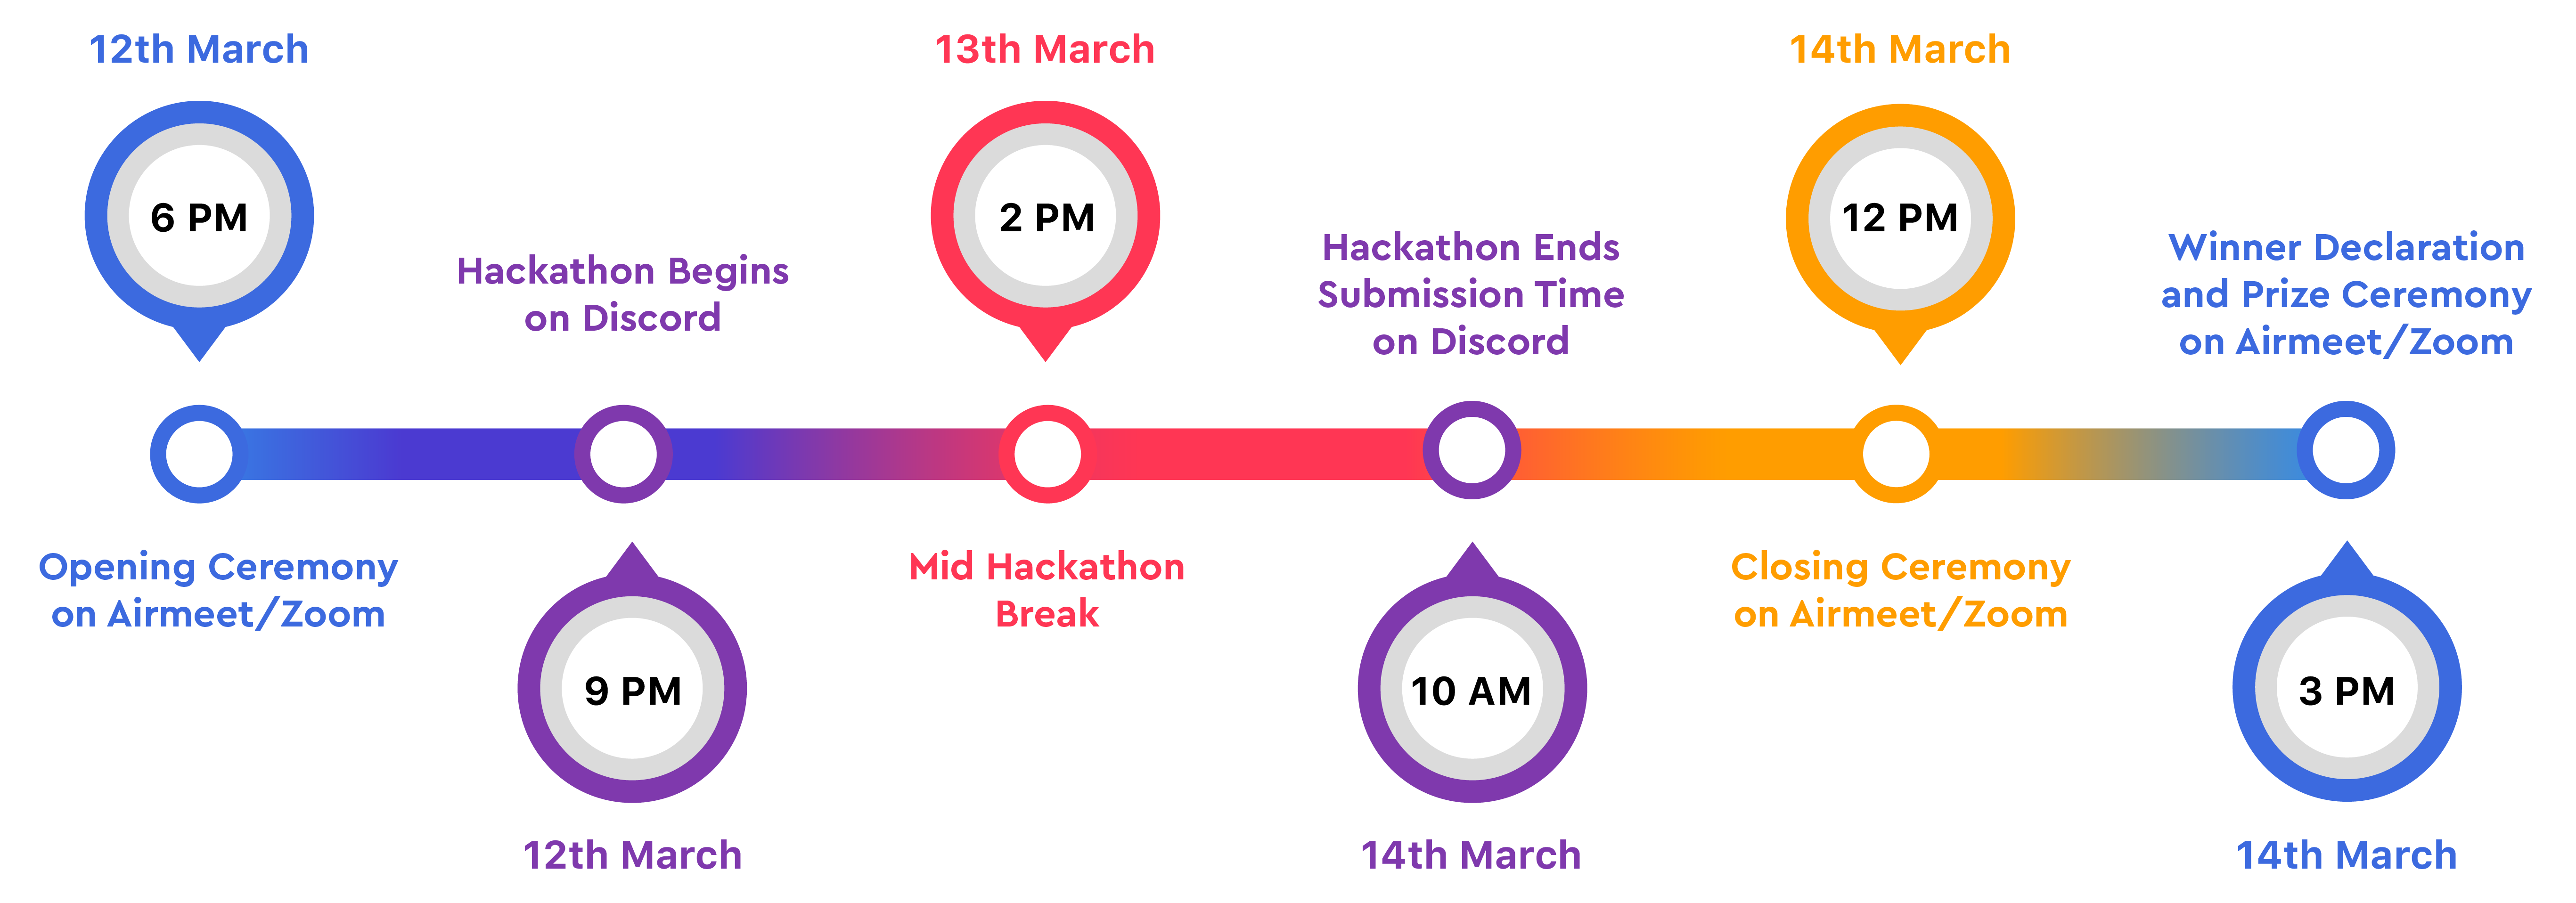 12th March
6 PM
Opening Ceremony
on Airmeet/Zoom
Hackathon Begins
on Discord
9 PM
12th March
13th March
2 PM
Mid Hackathon
Break
Hackathon Ends
Submission Time
on Discord
10 AM
14th March
14th March
12 PM
Closing Ceremony
on Airmeet/Zoom
Winner Declaration
and Prize Ceremony
on Airmeet/Zoom
3 PM
14th March